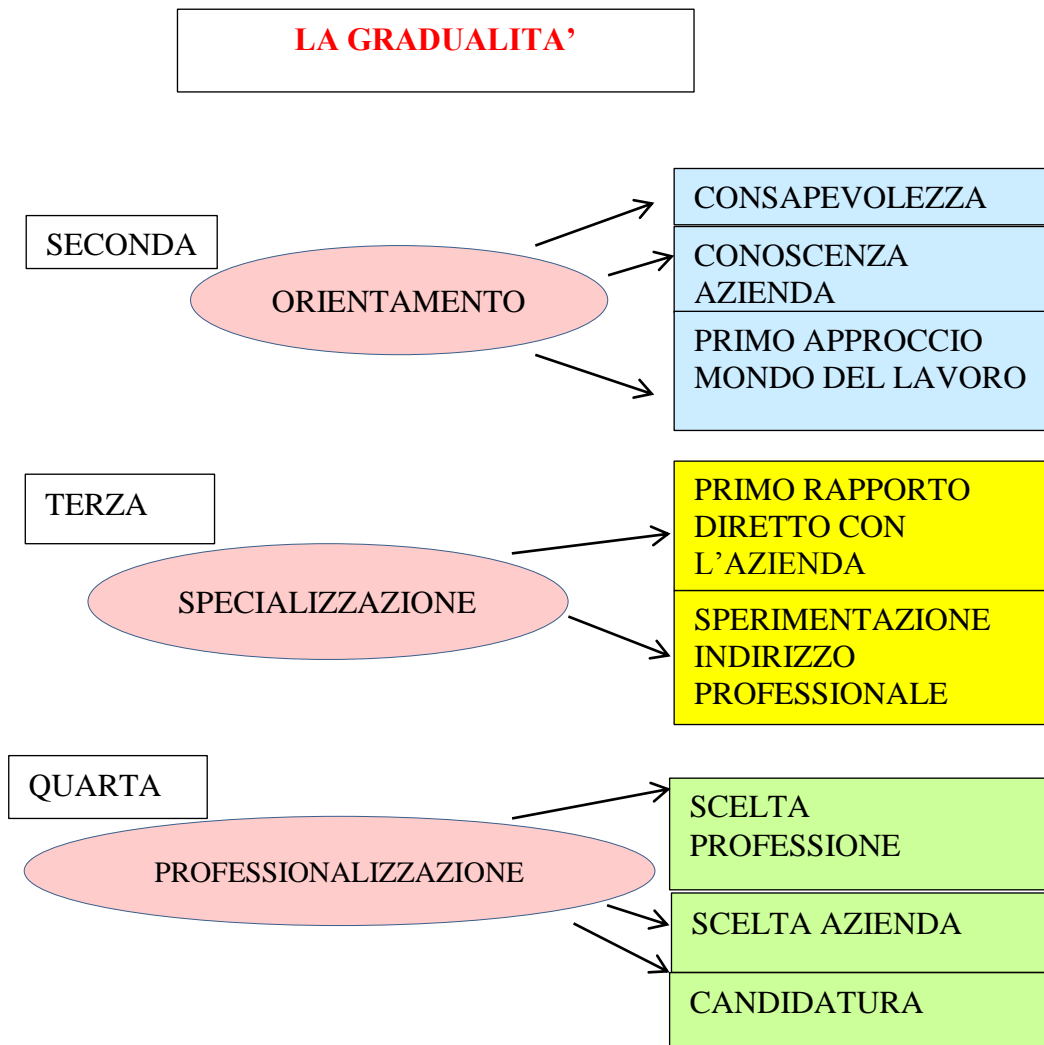 LA GRADUALITA’
SECONDA
ORIENTAMENTO
CONSAPEVOLEZZA
CONOSCENZA
AZIENDA
PRIMO APPROCCIO
MONDO DEL LAVORO
TERZA
SPECIALIZZAZIONE
PRIMO RAPPORTO
DIRETTO CON
L’AZIENDA
SPERIMENTAZIONE
INDIRIZZO
PROFESSIONALE
QUARTA
PROFESSIONALIZZAZIONE
SCELTA
PROFESSIONE
SCELTA AZIENDA
CANDIDATURA